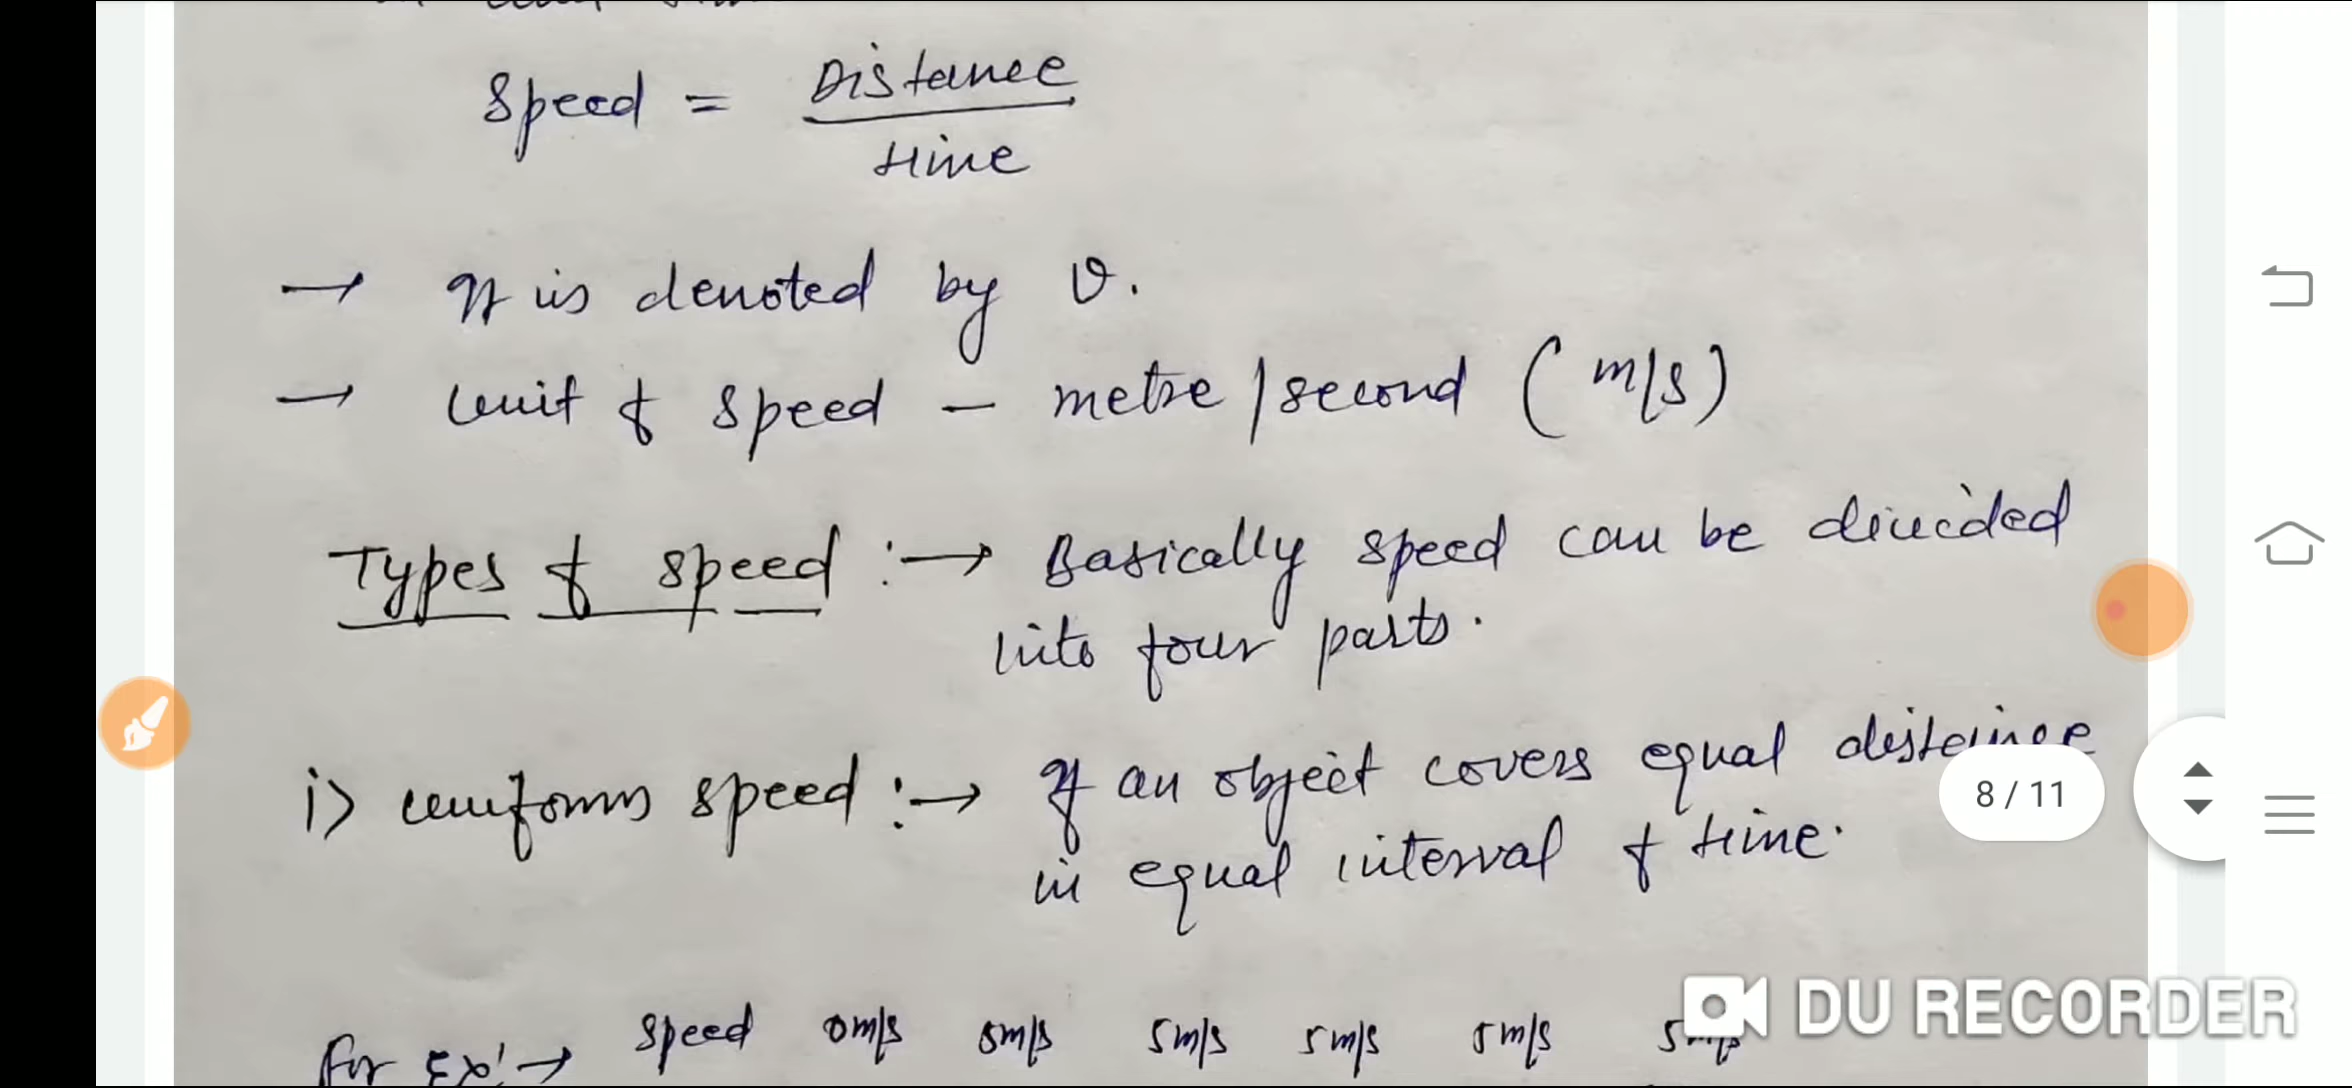 Speed = Distance
time
→ It is denoted by v.
→ unit of speed – metre/second (m/s)
Types of speed :→ Basically speed can be divided
into four parts.
i) uniform speed :→ If an object covers equal distance
in equal interval of time.
8 / 11
For Ex:→ speed 0m/s 5m/s 5m/s 5m/s 5m/s 5m/s
DU RECORDER